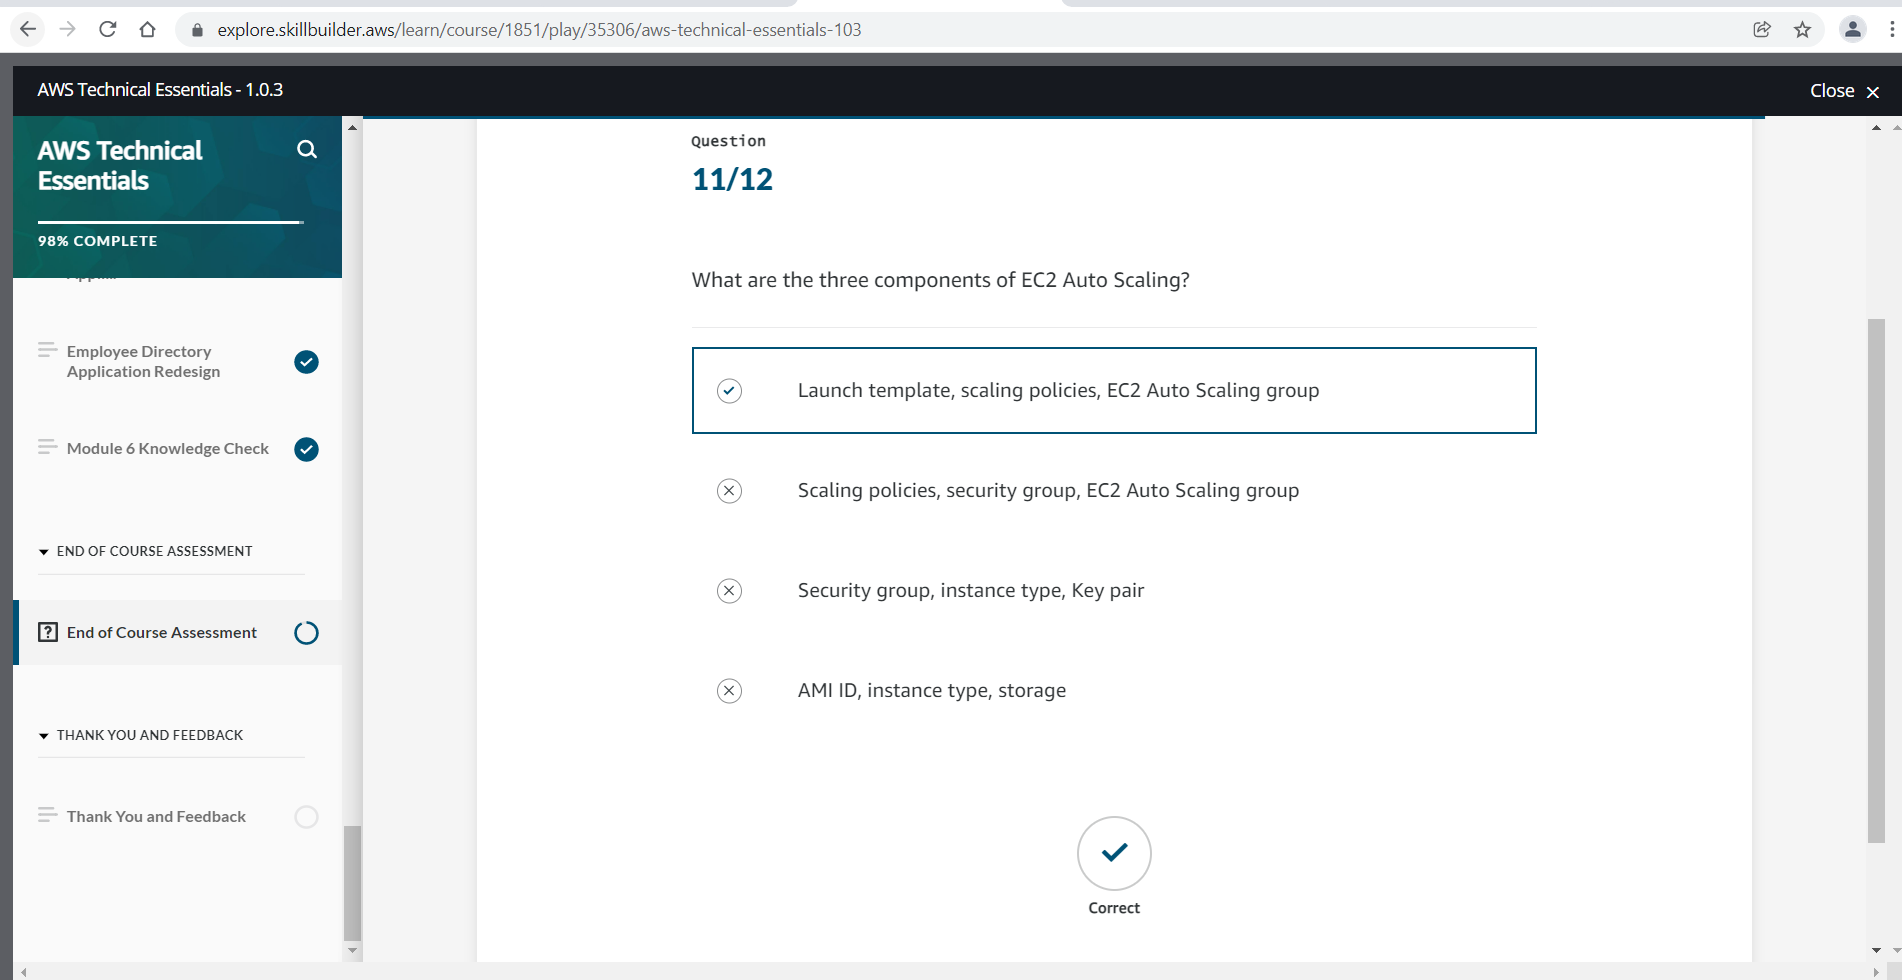 explore.skillbuilder.aws/learn/course/1851/play/35306/aws-technical-essentials-103
AWS Technical Essentials - 1.0.3
Close
AWS Technical
Essentials
98% COMPLETE
Employee Directory
Application Redesign
Module 6 Knowledge Check
END OF COURSE ASSESSMENT
End of Course Assessment
THANK YOU AND FEEDBACK
Thank You and Feedback
Question
11/12
What are the three components of EC2 Auto Scaling?
Launch template, scaling policies, EC2 Auto Scaling group
Scaling policies, security group, EC2 Auto Scaling group
Security group, instance type, Key pair
AMI ID, instance type, storage
Correct